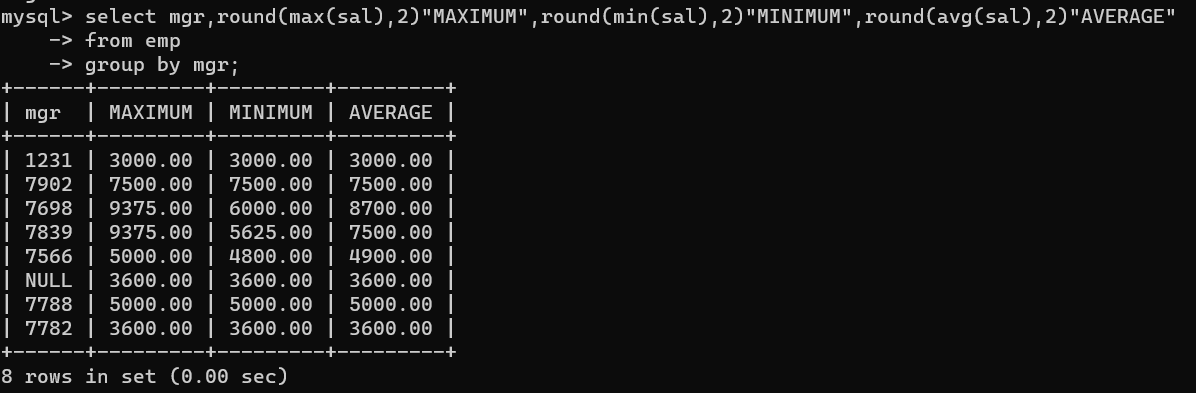 mysql> select mgr,round(max(sal),2)"MAXIMUM",round(min(sal),2)"MINIMUM",round(avg(sal),2)"AVERAGE"
    -> from emp
    -> group by mgr;
+------+---------+---------+---------+
| mgr  | MAXIMUM | MINIMUM | AVERAGE |
+------+---------+---------+---------+
| 1231 | 3000.00 | 3000.00 | 3000.00 |
| 7902 | 7500.00 | 7500.00 | 7500.00 |
| 7698 | 9375.00 | 6000.00 | 8700.00 |
| 7839 | 9375.00 | 5625.00 | 7500.00 |
| 7566 | 5000.00 | 4800.00 | 4900.00 |
| NULL | 3600.00 | 3600.00 | 3600.00 |
| 7788 | 5000.00 | 5000.00 | 5000.00 |
| 7782 | 3600.00 | 3600.00 | 3600.00 |
+------+---------+---------+---------+
8 rows in set (0.00 sec)